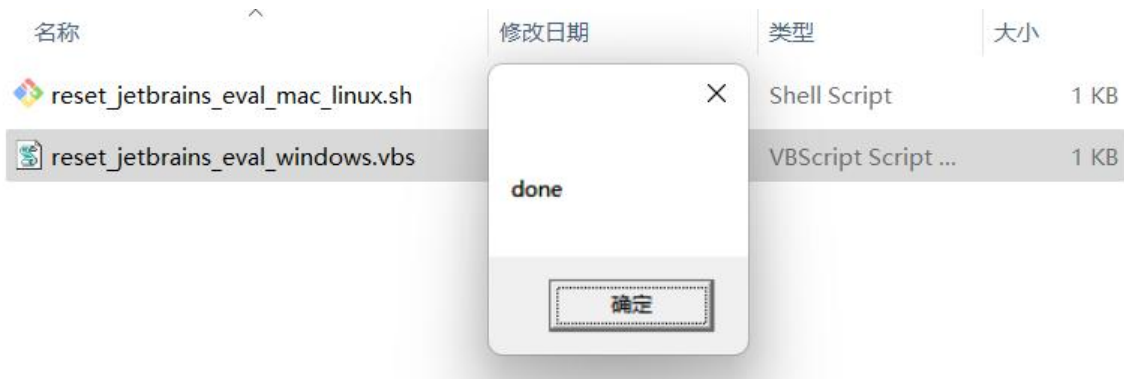 名称 修改日期 类型 大小
reset_jetbrains_eval_mac_linux.sh Shell Script 1 KB
reset_jetbrains_eval_windows.vbs VBScript Script ... 1 KB
done
确定